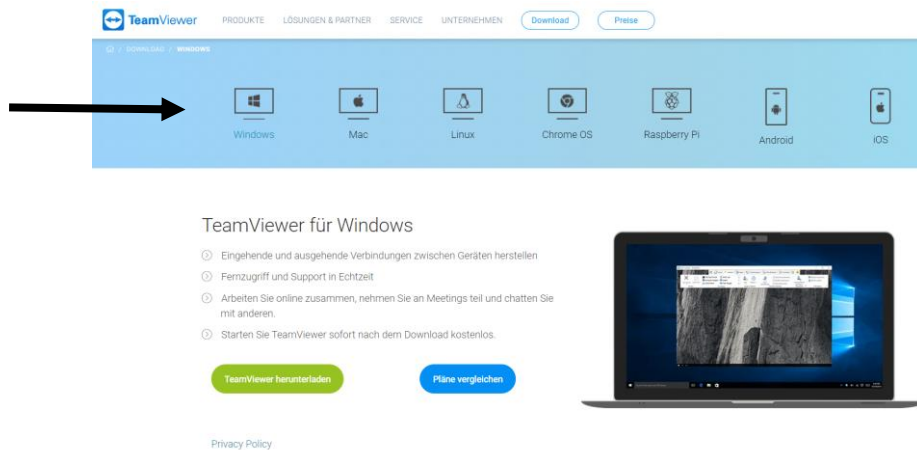 TeamViewer PRODUKTE LÖSUNGEN & PARTNER SERVICE UNTERNEHMEN Download Preise
/ DOWNLOAD / WINDOWS
Windows Mac Linux Chrome OS Raspberry Pi Android iOS
TeamViewer für Windows
Eingehende und ausgehende Verbindungen zwischen Geräten herstellen
Fernzugriff und Support in Echtzeit
Arbeiten Sie online zusammen, nehmen Sie an Meetings teil und chatten Sie
mit anderen.
Starten Sie TeamViewer sofort nach dem Download kostenlos.
TeamViewer herunterladen Pläne vergleichen
Privacy Policy